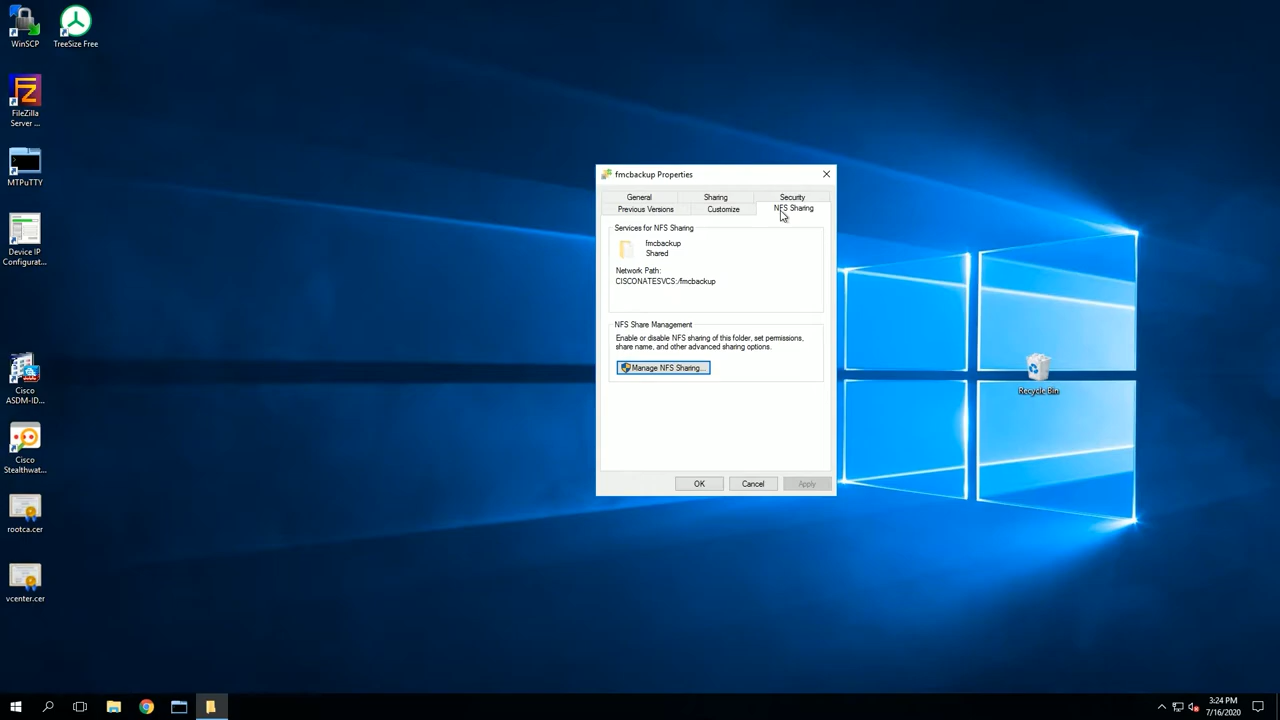 WinSCP
TreeSize Free
FileZilla
Server ...
MTPuTTY
Device IP
Configurat...
Cisco
ASDM-ID...
Cisco
Stealthwat...
rootca.cer
vcenter.cer
fmcbackup Properties
General
Sharing
Security
Previous Versions
Customize
NFS Sharing
Services for NFS Sharing
fmcbackup
Shared
Network Path:
CISCONATESVCS:/fmcbackup
NFS Share Management
Enable or disable NFS sharing of this folder, set permissions,
share name, and other advanced sharing options.
Manage NFS Sharing...
OK
Cancel
Apply
Recycle Bin
3:24 PM
7/16/2020